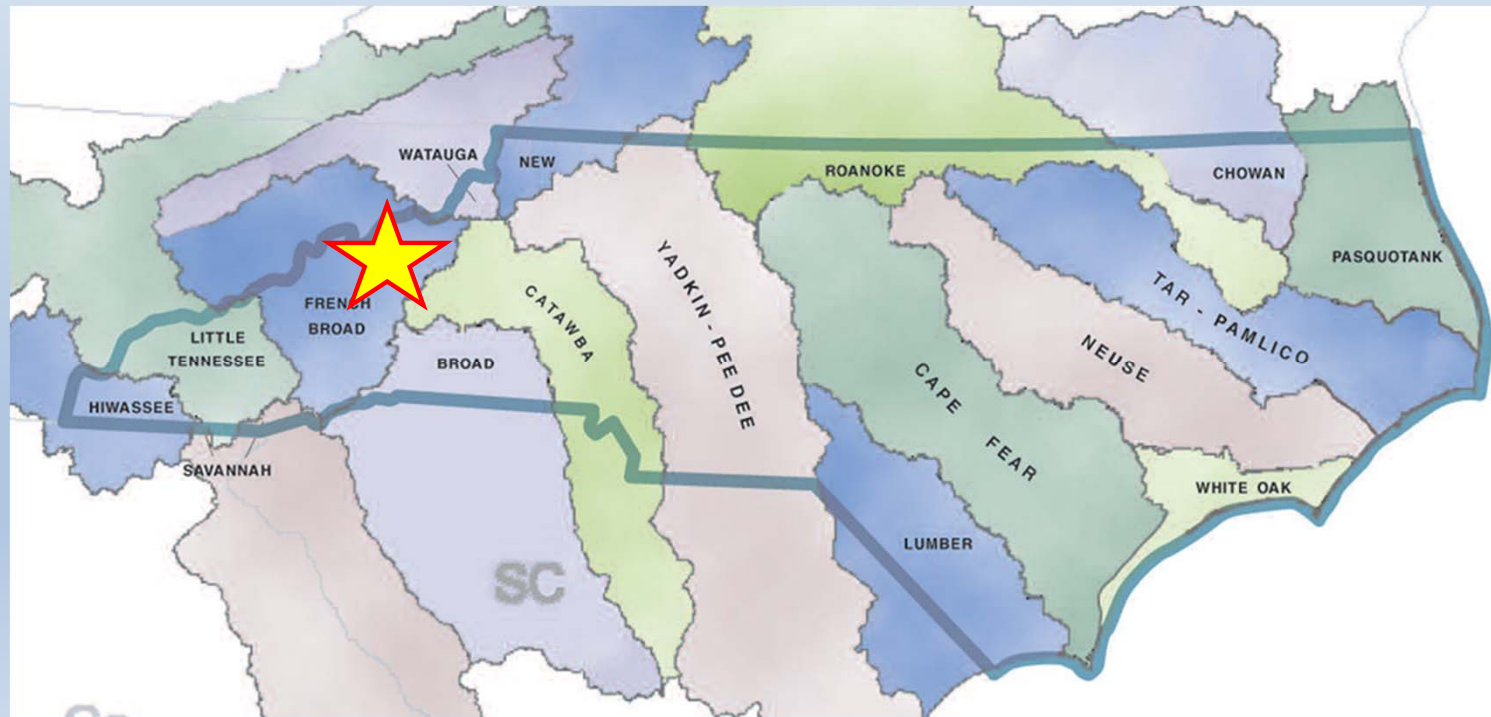 WATAUGA
NEW
ROANOKE
CHOWAN
PASQUOTANK
FRENCH
BROAD
CATAWBA
YADKIN - PEE DEE
TAR - PAMLICO
NEUSE
LITTLE
TENNESSEE
BROAD
CAPE FEAR
HIWASSEE
SAVANNAH
WHITE OAK
LUMBER
SC